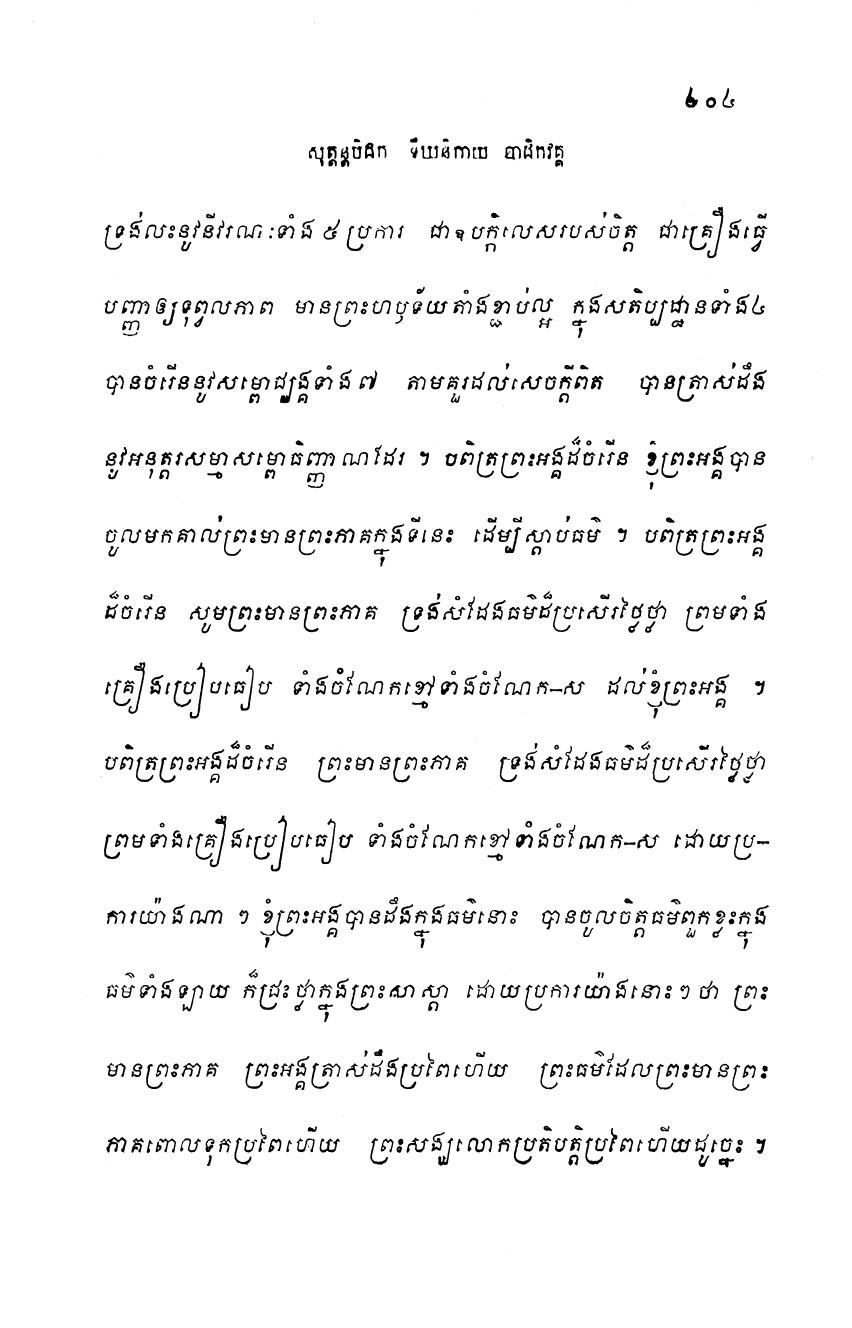 ២០៤
សុត្តន្តបិដក ទីឃនិកាយ បាដិកវគ្គ
ទ្រង់លះនូវនីវរណៈទាំង ៥ ប្រការ ជាឧបក្កិលេសរបស់ចិត្ត ជាគ្រឿងធ្វើ
បញ្ញាឲ្យទុព្វលភាព មានព្រះហឫទ័យតាំងខ្ជាប់ល្អ ក្នុងសតិប្បដ្ឋានទាំង៤
បានចំរើននូវសម្ពោជ្ឈង្គទាំង ៧ តាមគួរដល់សេចក្តីពិត បានត្រាស់ដឹង
នូវអនុត្តរសម្មាសម្ពោធិញ្ញាណដែរ ។ បពិត្រព្រះអង្គដ៏ចំរើន ខ្ញុំព្រះអង្គបាន
ចូលមកគាល់ព្រះមានព្រះភាគក្នុងទីនេះ ដើម្បីស្តាប់ធម៌ ។ បពិត្រព្រះអង្គ
ដ៏ចំរើន សូមព្រះមានព្រះភាគ ទ្រង់សំដែងធម៌ដ៏ប្រសើរថ្លៃថ្លា ព្រមទាំង
គ្រឿងប្រៀបធៀប ទាំងចំណែកខ្មៅទាំងចំណែក-ស ដល់ខ្ញុំព្រះអង្គ ។
បពិត្រព្រះអង្គដ៏ចំរើន ព្រះមានព្រះភាគ ទ្រង់សំដែងធម៌ដ៏ប្រសើរថ្លៃថ្លា
ព្រមទាំងគ្រឿងប្រៀបធៀប ទាំងចំណែកខ្មៅទាំងចំណែក-ស ដោយប្រ-
ការយ៉ាងណា ៗ ខ្ញុំព្រះអង្គបានដឹងក្នុងធម៌នោះ បានចូលចិត្តធម៌ពួកខ្លះក្នុង
ធម៌ទាំងឡាយ ក៏ជ្រះថ្លាក្នុងព្រះសាស្តា ដោយប្រការយ៉ាងនោះៗ ថា ព្រះ
មានព្រះភាគ ព្រះអង្គត្រាស់ដឹងប្រពៃហើយ ព្រះធម៌ដែលព្រះមានព្រះ
ភាគពោលទុកប្រពៃហើយ ព្រះសង្ឃលោកប្រតិបត្តិប្រពៃហើយដូច្នេះ ។